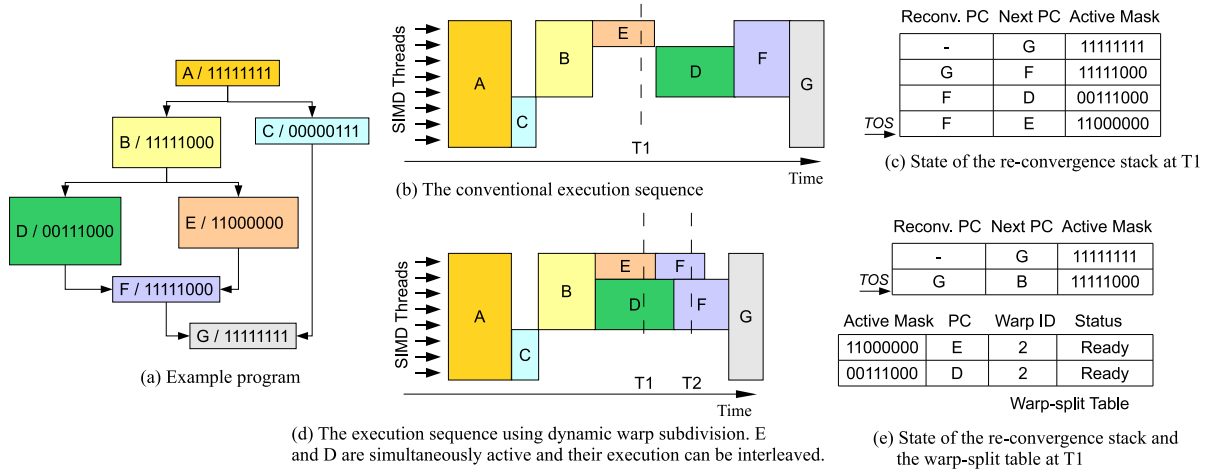 A / 11111111
B / 11111000
C / 00000111
D / 00111000
E / 11000000
F / 11111000
G / 11111111
(a) Example program
SIMD Threads
A
C
B
E
D
F
G
T1
Time
(b) The conventional execution sequence
Reconv. PC Next PC Active Mask
- G 11111111
G F 11111000
F D 00111000
TOS F E 11000000
(c) State of the re-convergence stack at T1
SIMD Threads
A
C
B
E
F
D
F
G
T1 T2
Time
(d) The execution sequence using dynamic warp subdivision. E
and D are simultaneously active and their execution can be interleaved.
Reconv. PC Next PC Active Mask
- G 11111111
TOS G B 11111000
Active Mask PC Warp ID Status
11000000 E 2 Ready
00111000 D 2 Ready
Warp-split Table
(e) State of the re-convergence stack and
the warp-split table at T1